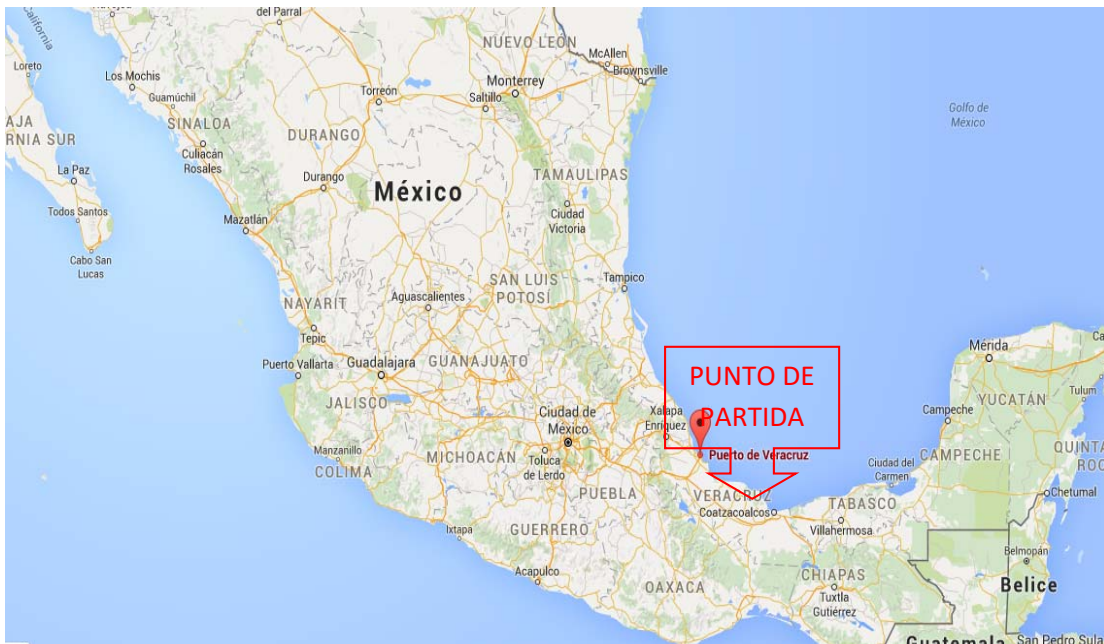 California
del Parral
NUEVO LEÓN
McAllen
Brownsville
Loreto
Los Mochis
Monterrey
Guamúchil
Torreón
Saltillo
Golfo de
México
AJA
RNIA SUR
SINALOA
DURANGO
Culiacán
Rosales
La Paz
Durango
TAMAULIPAS
México
Todos Santos
Mazatlán
Ciudad
Victoria
Cabo San
Lucas
SAN LUIS
POTOSÍ
Tampico
NAYARIT
Aguascalientes
Tepic
Mérida
Puerto Vallarta
Guadalajara
GUANAJUATO
PUNTO DE
PARTIDA
Tulum
YUCATÁN
JALISCO
Ciudad de
México
Xalapa
Enríquez
Campeche
Manzanillo
MICHOACÁN
Toluca
de Lerdo
Puerto de Veracruz
CAMPECHE
QUINTA
ROO
COLIMA
Ciudad del
Carmen
PUEBLA
VERACRUZ
Coatzacoalcos
TABASCO
Chetumal
Ixtapa
GUERRERO
Villahermosa
Belmopán
Acapulco
OAXACA
CHIAPAS
Belice
Tuxtla
Gutiérrez
Guatemala
San Pedro Sula